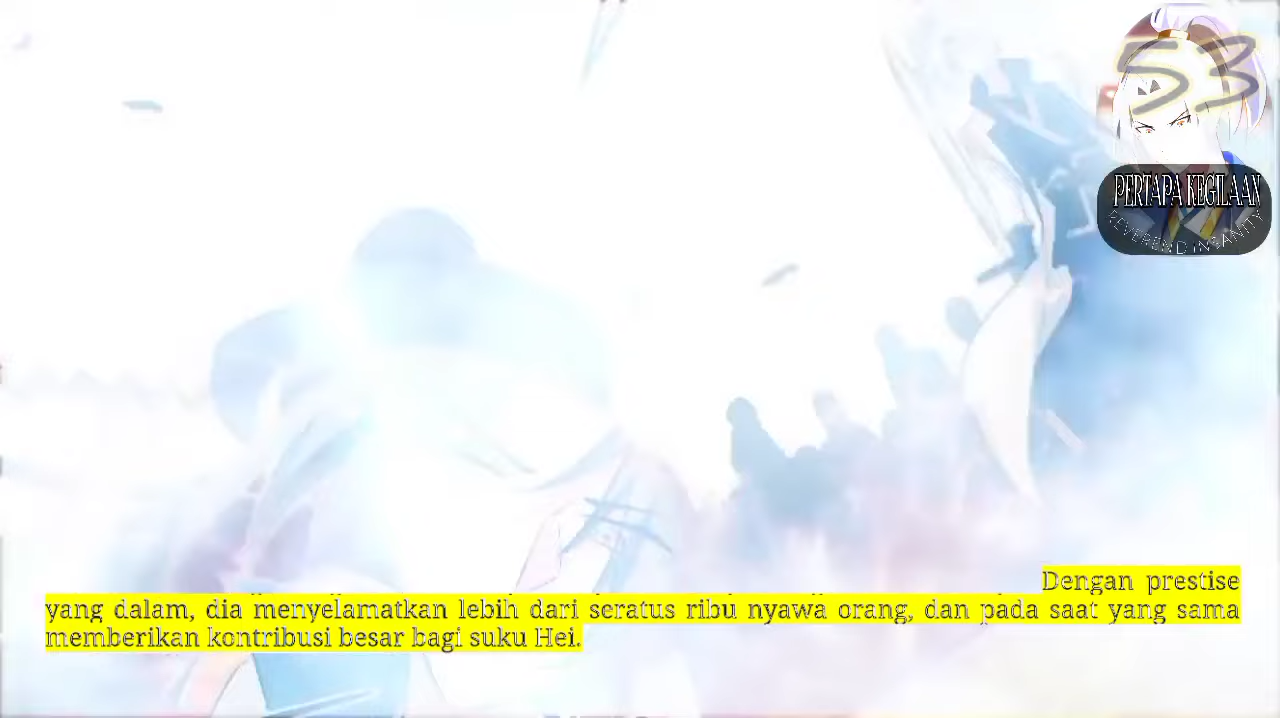 53
PERTAPA KEGILAAN
REVEREND INSANITY
Dengan prestise
yang dalam, dia menyelamatkan lebih dari seratus ribu nyawa orang, dan pada saat yang sama
memberikan kontribusi besar bagi suku Hei.